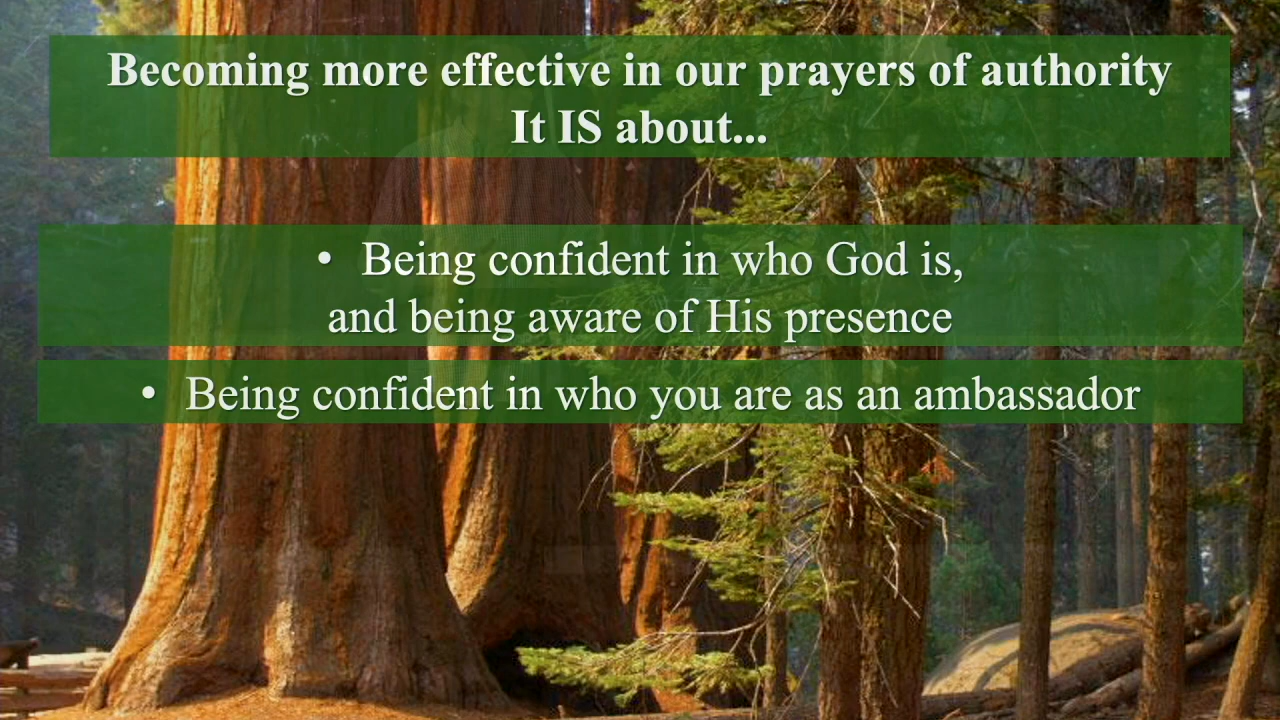 Becoming more effective in our prayers of authority
It IS about...
• Being confident in who God is,
and being aware of His presence
• Being confident in who you are as an ambassador